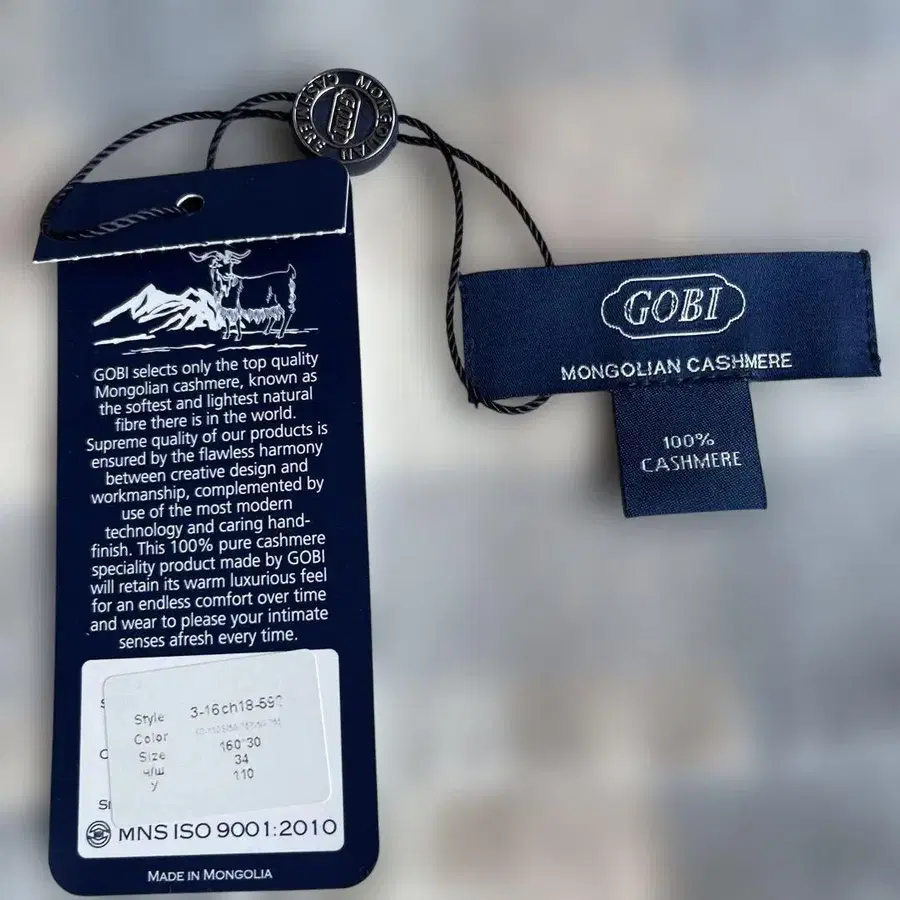 MONGOLIAN CASHMERE
GOBI
GOBI selects only the top quality
Mongolian cashmere, known as
the softest and lightest natural
fibre there is in the world.
Supreme quality of our products is
ensured by the flawless harmony
between creative design and
workmanship, complemented by
use of the most modern
technology and caring hand-
finish. This 100% pure cashmere
speciality product made by GOBI
will retain its warm luxurious feel
for an endless comfort over time
and wear to please your intimate
senses afresh every time.
Style
Color
Size 160*30
ч/ш 34
У 110
MNS ISO 9001:2010
MADE IN MONGOLIA
GOBI
MONGOLIAN CASHMERE
100%
CASHMERE